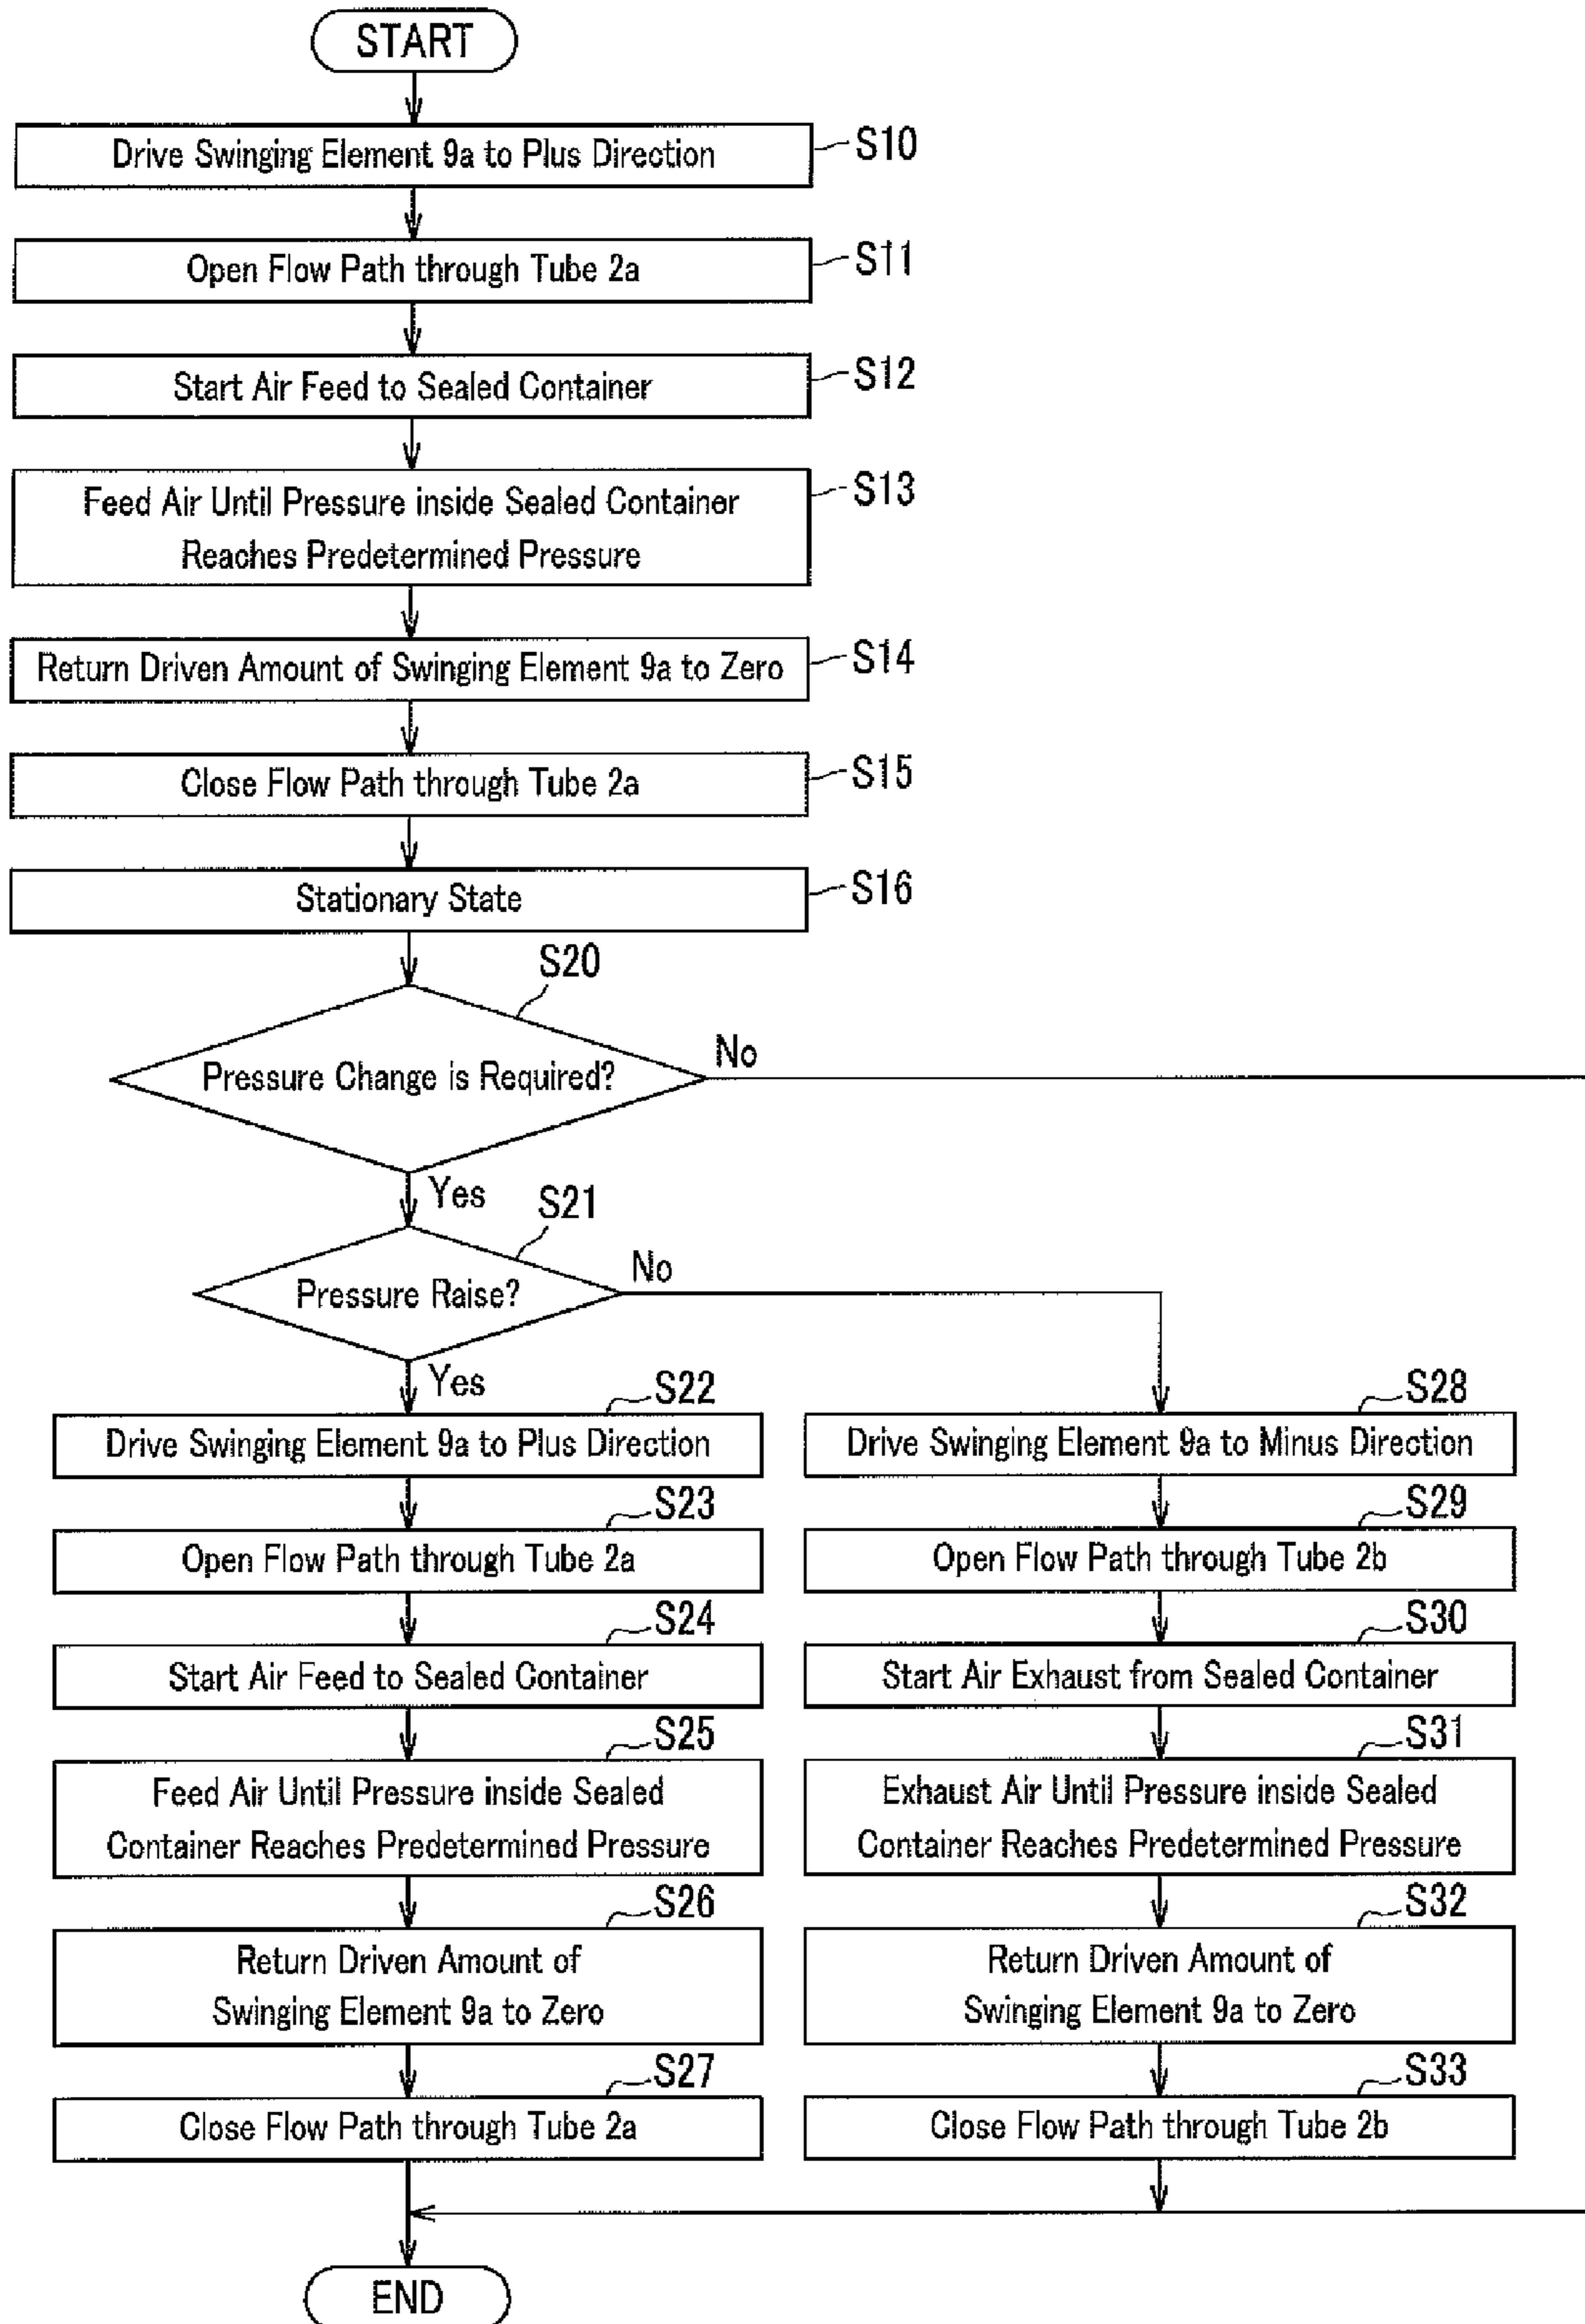 START
Drive Swinging Element 9a to Plus Direction
S10
Open Flow Path through Tube 2a
S11
Start Air Feed to Sealed Container
S12
Feed Air Until Pressure inside Sealed Container
Reaches Predetermined Pressure
S13
Return Driven Amount of Swinging Element 9a to Zero
S14
Close Flow Path through Tube 2a
S15
Stationary State
S16
S20
Pressure Change is Required?
No
Yes
S21
Pressure Raise?
No
Yes
S22
Drive Swinging Element 9a to Plus Direction
S23
Open Flow Path through Tube 2a
S24
Start Air Feed to Sealed Container
S25
Feed Air Until Pressure inside Sealed
Container Reaches Predetermined Pressure
S26
Return Driven Amount of
Swinging Element 9a to Zero
S27
Close Flow Path through Tube 2a
S28
Drive Swinging Element 9a to Minus Direction
S29
Open Flow Path through Tube 2b
S30
Start Air Exhaust from Sealed Container
S31
Exhaust Air Until Pressure inside Sealed
Container Reaches Predetermined Pressure
S32
Return Driven Amount of
Swinging Element 9a to Zero
S33
Close Flow Path through Tube 2b
END